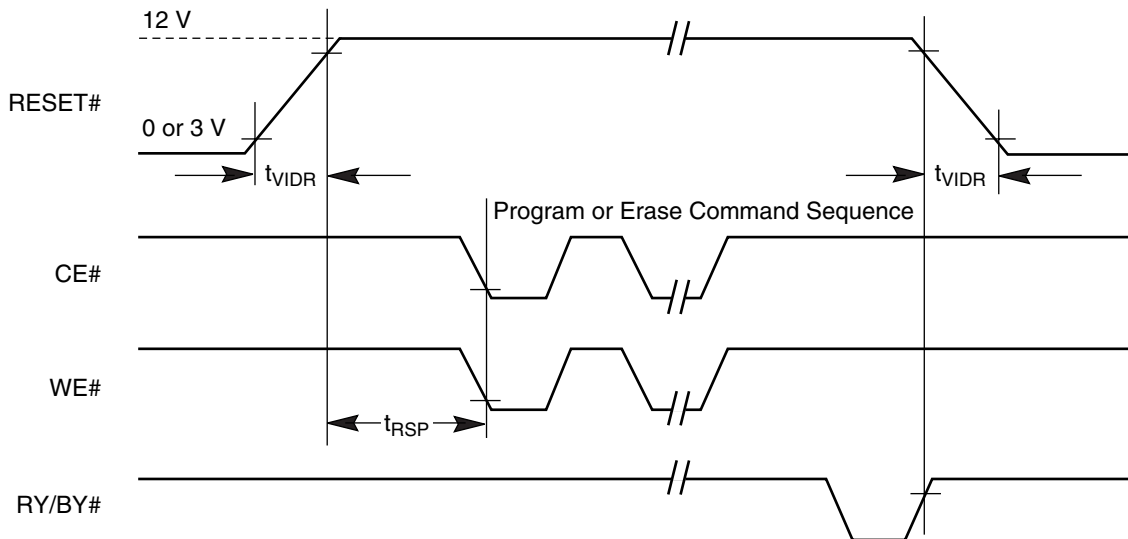 12 V
RESET#
0 or 3 V
tVIDR
tVIDR
Program or Erase Command Sequence
CE#
WE#
tRSP
RY/BY#